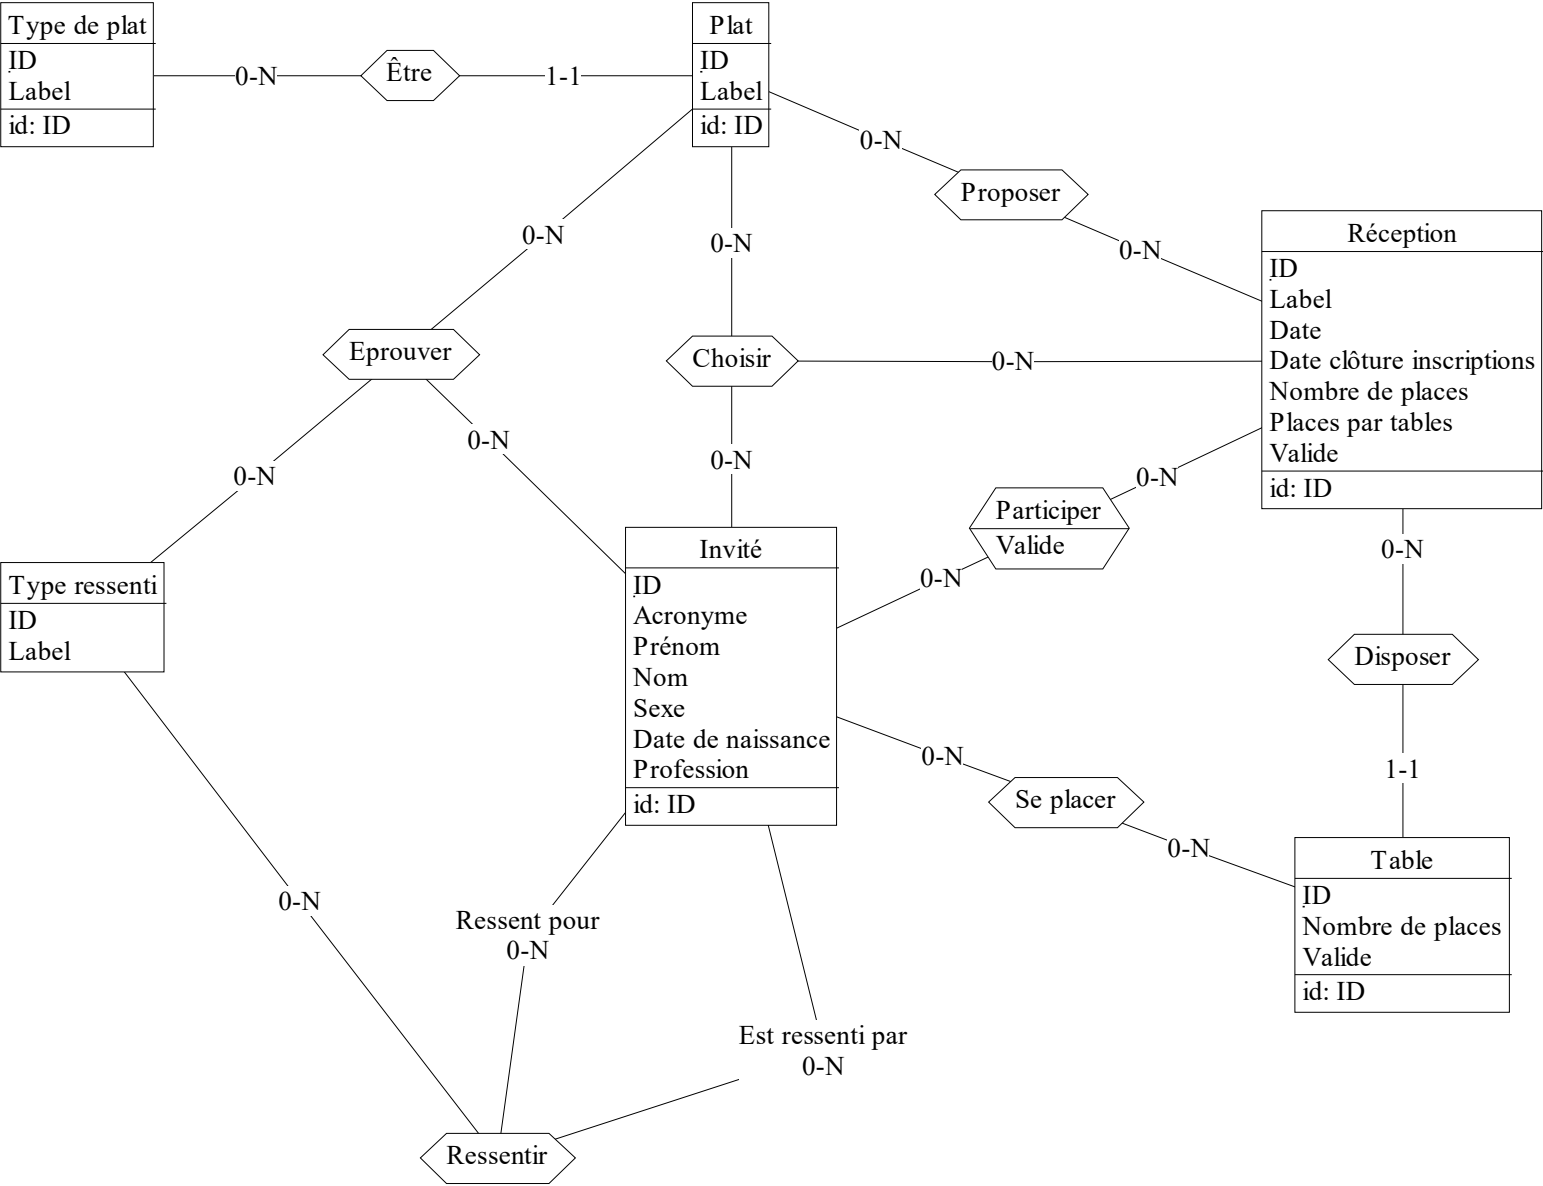 Type de plat
ID
Label
id: ID
0-N
Être
1-1
Plat
ID
Label
id: ID
0-N
Proposer
0-N
Réception
ID
Label
Date
Date clôture inscriptions
Nombre de places
Places par tables
Valide
id: ID
0-N
0-N
Eprouver
Choisir
0-N
0-N
0-N
0-N
Participer
Valide
0-N
0-N
Type ressenti
ID
Label
Invité
ID
Acronyme
Prénom
Nom
Sexe
Date de naissance
Profession
id: ID
0-N
Disposer
1-1
0-N
Se placer
0-N
Table
ID
Nombre de places
Valide
id: ID
0-N
Ressent pour
0-N
Est ressenti par
0-N
Ressentir